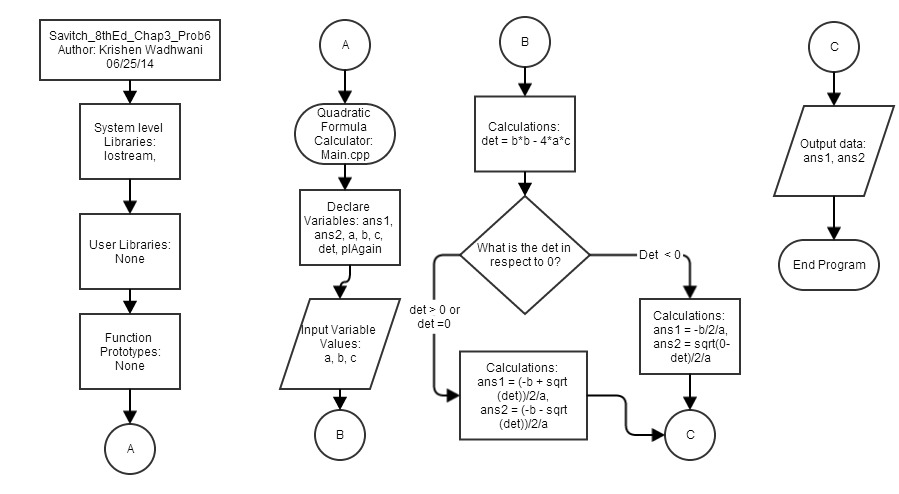 Savitch_8thEd_Chap3_Prob6
Author: Krishen Wadhwani
06/25/14
System level
Libraries:
Iostream,
User Libraries:
None
Function
Prototypes:
None
A
A
Quadratic
Formula
Calculator:
Main.cpp
Declare
Variables: ans1,
ans2, a, b, c,
det, plAgain
Input Variable
Values:
a, b, c
B
B
Calculations:
det = b*b - 4*a*c
What is the det in
respect to 0?
det > 0 or
det =0
Det < 0
Calculations:
ans1 = (-b + sqrt
(det))/2/a,
ans2 = (-b - sqrt
(det))/2/a
Calculations:
ans1 = -b/2/a,
ans2 = sqrt(0-
det)/2/a
C
C
Output data:
ans1, ans2
End Program